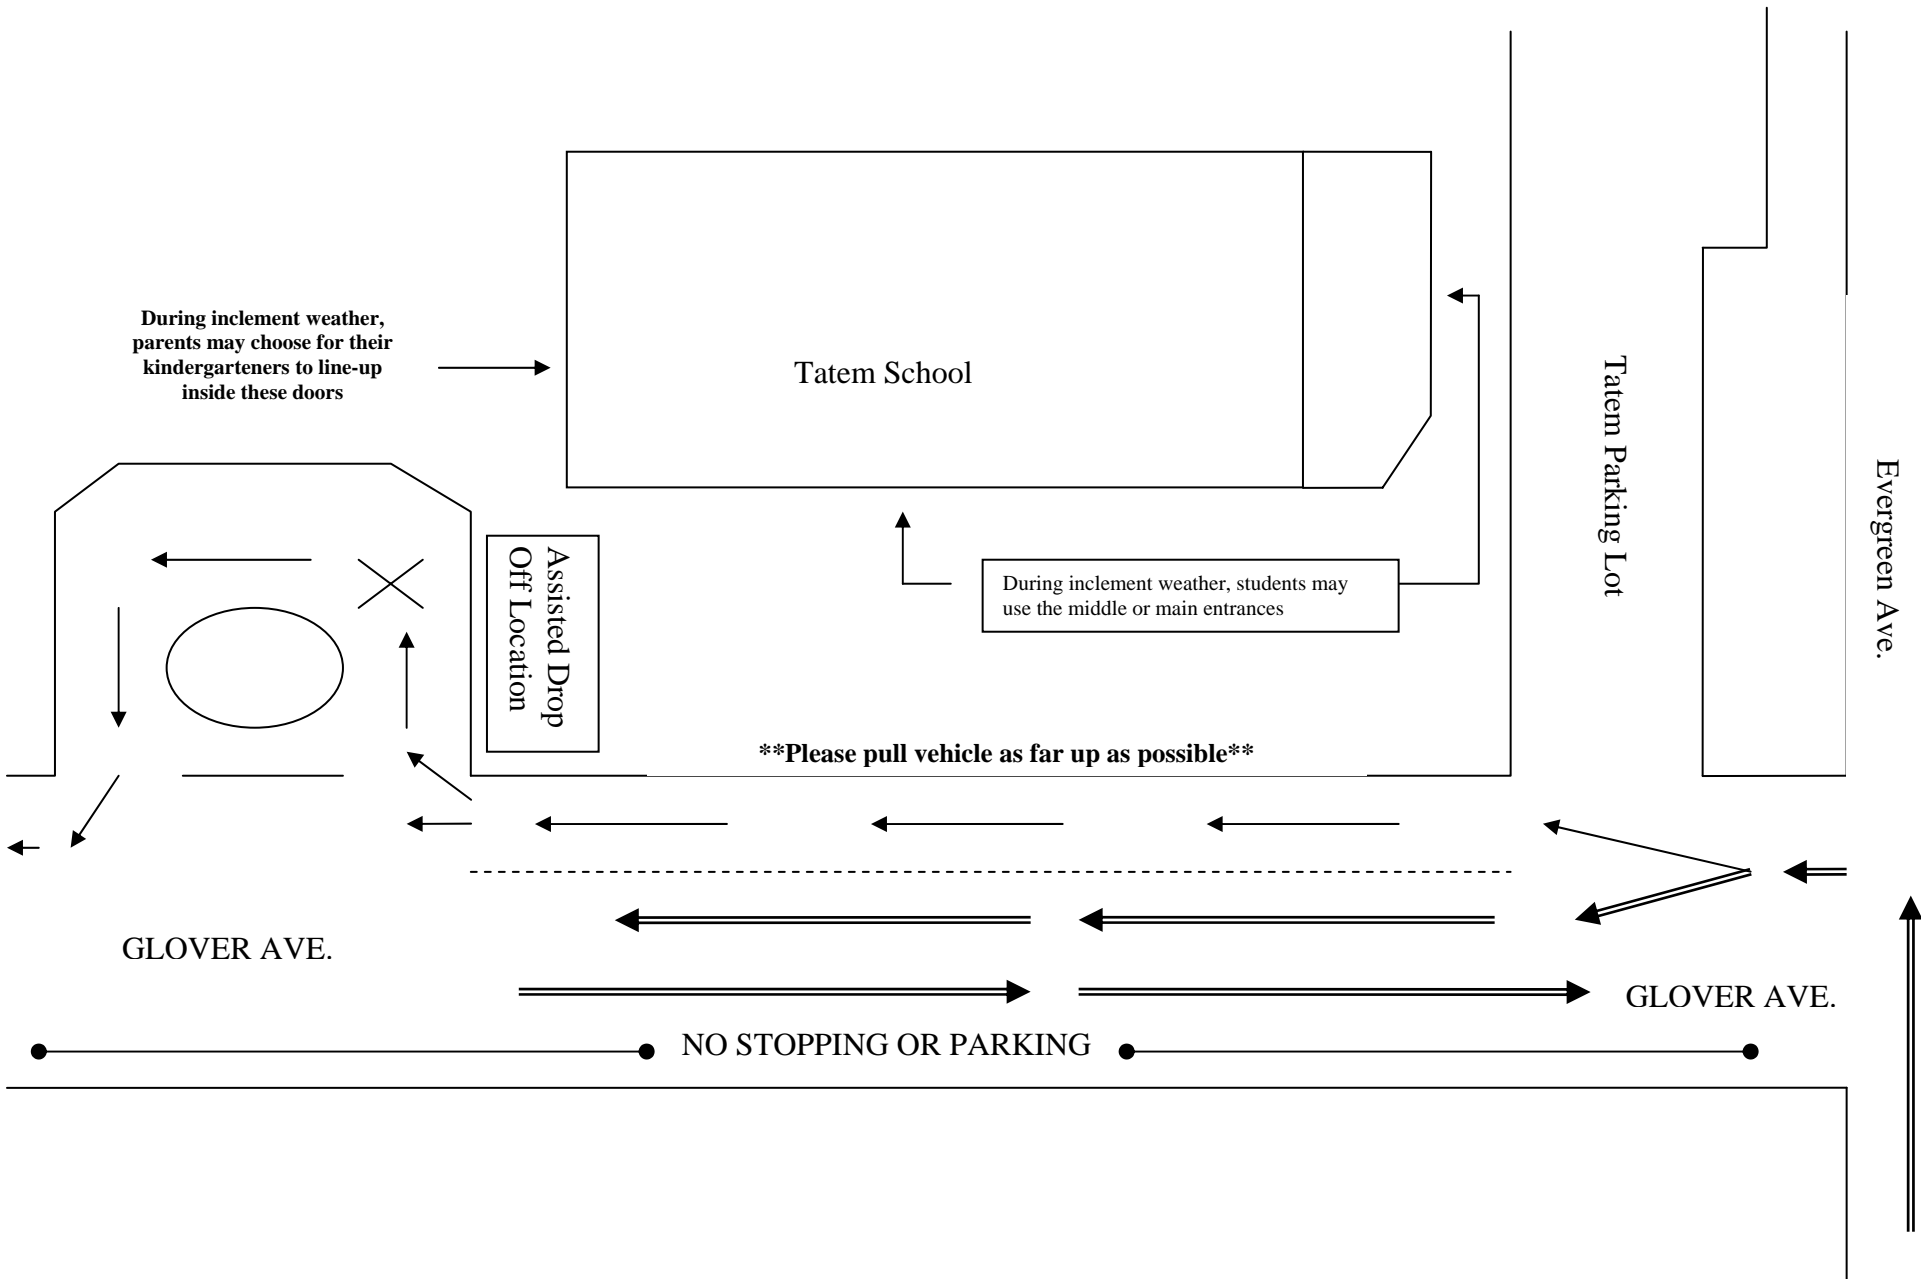 During inclement weather,
parents may choose for their
kindergarteners to line-up
inside these doors
Tatem School
Tatem Parking Lot
Evergreen Ave.
Assisted Drop
Off Location
During inclement weather, students may
use the middle or main entrances
**Please pull vehicle as far up as possible**
GLOVER AVE.
GLOVER AVE.
NO STOPPING OR PARKING